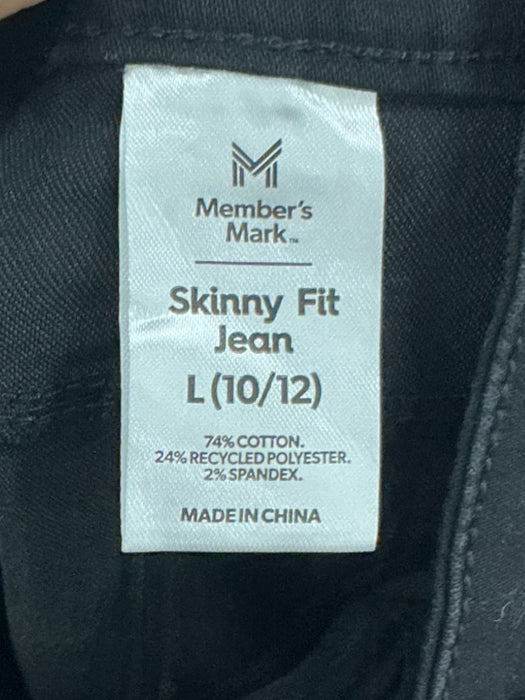 Member's
Mark™
Skinny Fit
Jean
L (10/12)
74% COTTON.
24% RECYCLED POLYESTER.
2% SPANDEX.
MADE IN CHINA